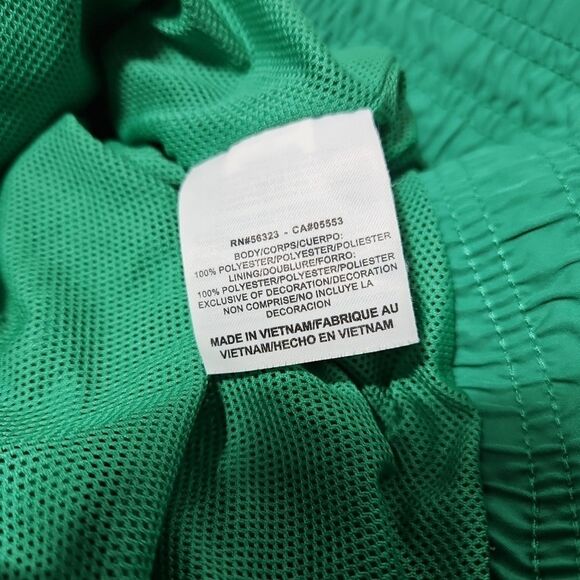 RN#56323 - CA#05553
BODY/CORPS/CUERPO:
100% POLYESTER/POLYESTER/POLIESTER
LINING/DOUBLURE/FORRO:
100% POLYESTER/POLYESTER/POLIESTER
EXCLUSIVE OF DECORATION/DECORATION
NON COMPRISE/NO INCLUYE LA
DECORACION
MADE IN VIETNAM/FABRIQUE AU
VIETNAM/HECHO EN VIETNAM